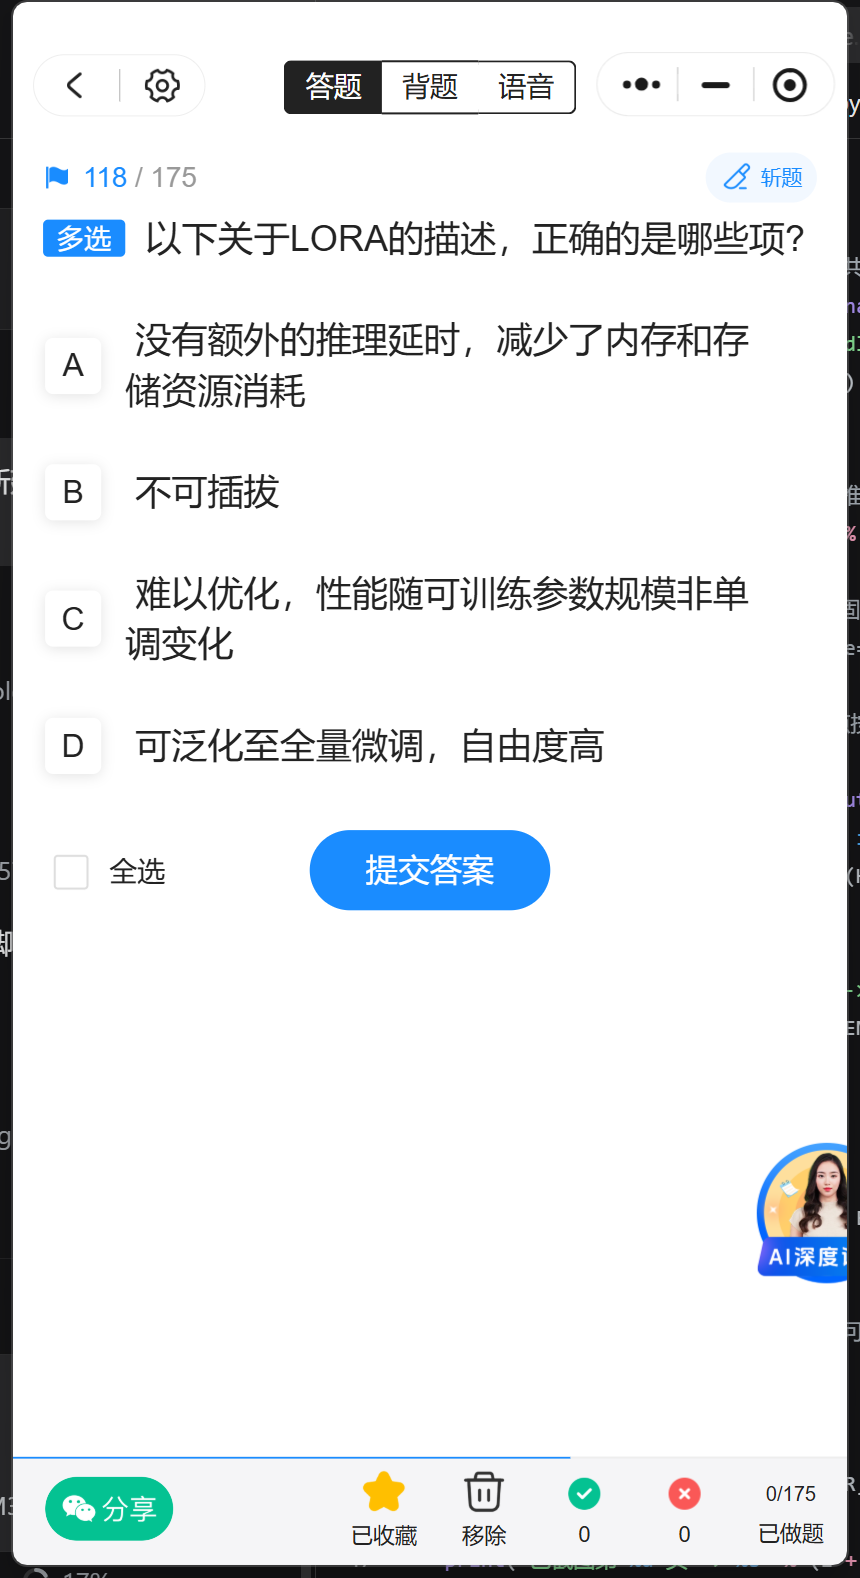 答题 背题 语音
118 / 175
斩题
多选 以下关于LORA的描述，正确的是哪些项?
A 没有额外的推理延时，减少了内存和存
储资源消耗
B 不可插拔
C 难以优化，性能随可训练参数规模非单
调变化
D 可泛化至全量微调，自由度高
全选 提交答案
AI深度
分享
已收藏 移除 0 0 0/175
已做题
17%